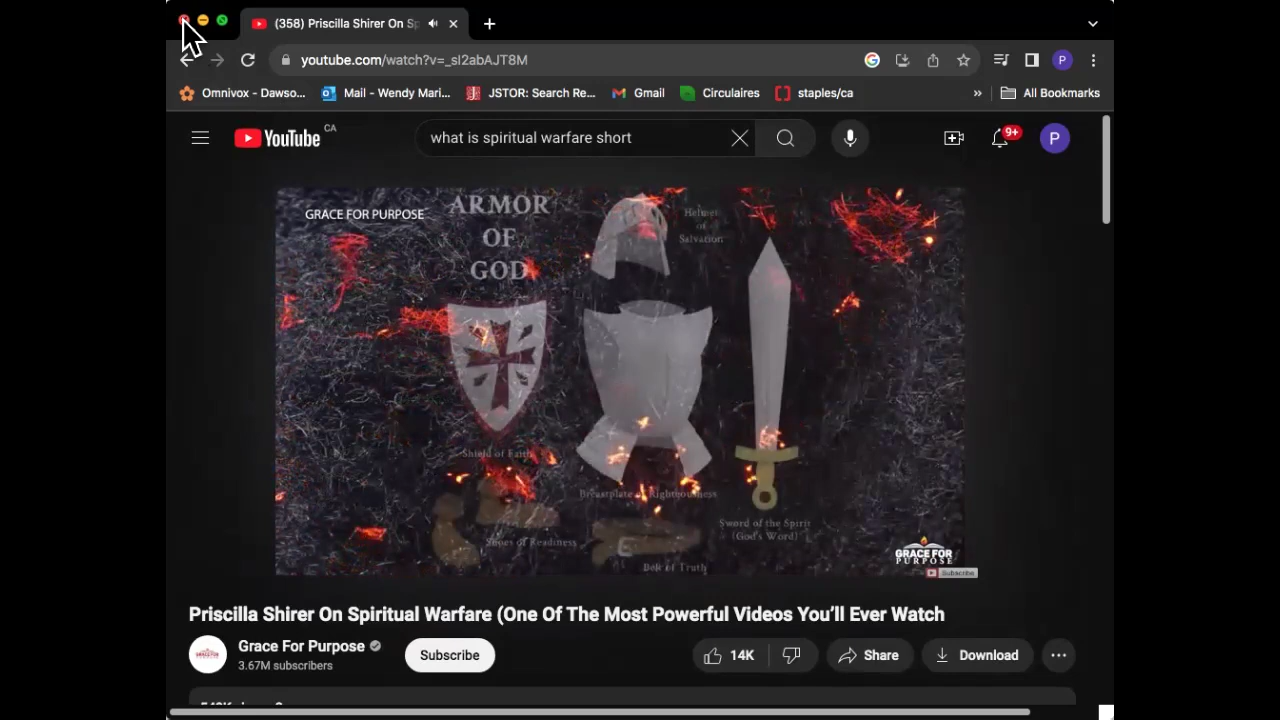 (358) Priscilla Shirer On Sp
youtube.com/watch?v=_sl2abAJT8M
Omnivox - Dawso...
Mail - Wendy Mari...
JSTOR: Search Re...
Gmail
Circulaires
staples/ca
»
All Bookmarks
P
YouTube CA
what is spiritual warfare short
9+
P
GRACE FOR PURPOSE
ARMOR
OF
GOD
Helmet
of
Salvation
Shield of Faith
Breastplate of Righteousness
Sword of the Spirit
(God's Word)
Shoes of Readiness
Belt of Truth
GRACE FOR
PURPOSE
Subscribe
Priscilla Shirer On Spiritual Warfare (One Of The Most Powerful Videos You'll Ever Watch
Grace For Purpose
3.67M subscribers
Subscribe
14K
Share
Download